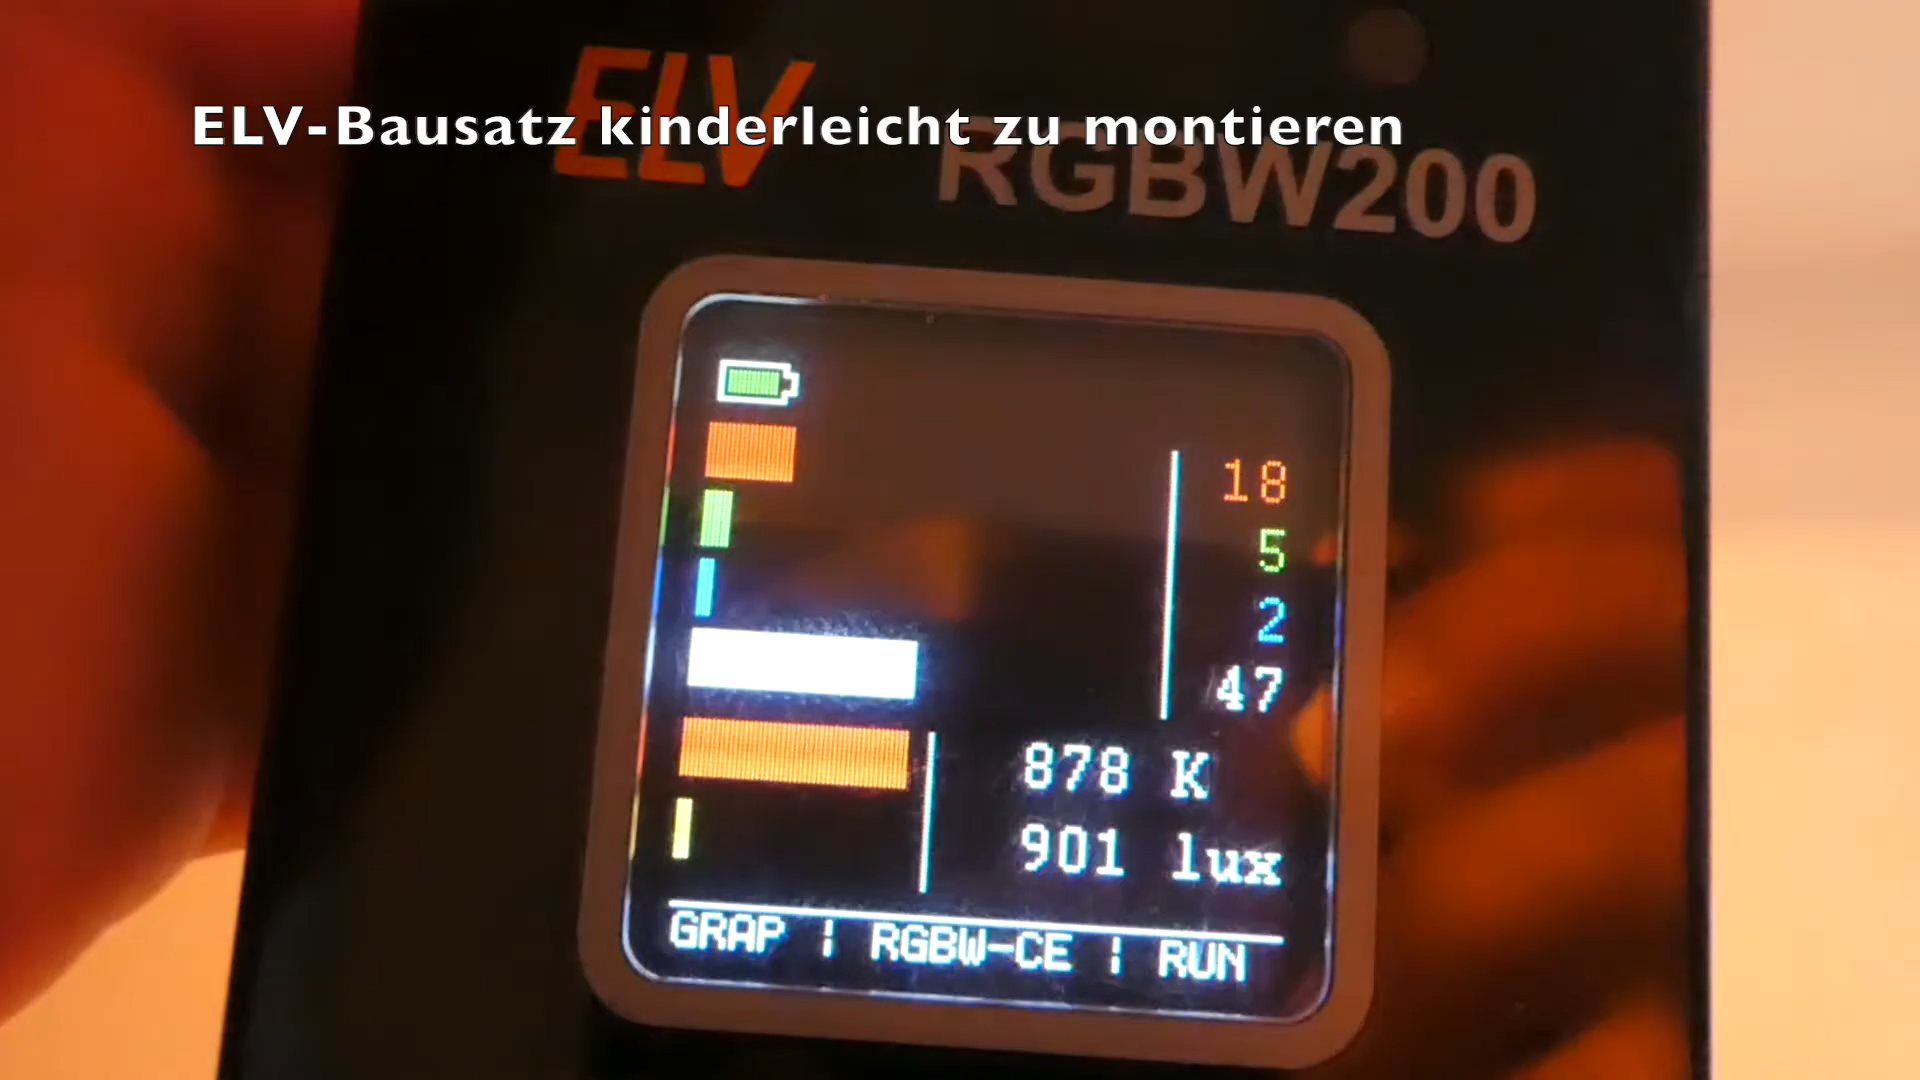 ELV-Bausatz kinderleicht zu montieren
ELV
RGBW200
18
5
2
47
878 K
901 lux
GRAP ¦ RGBW-CE ¦ RUN